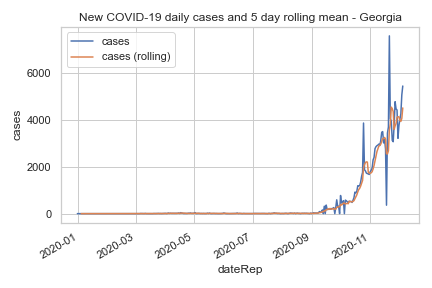 New COVID-19 daily cases and 5 day rolling mean - Georgia
cases
cases (rolling)
6000
4000
2000
0
cases
2020-01
2020-03
2020-05
2020-07
2020-09
2020-11
dateRep